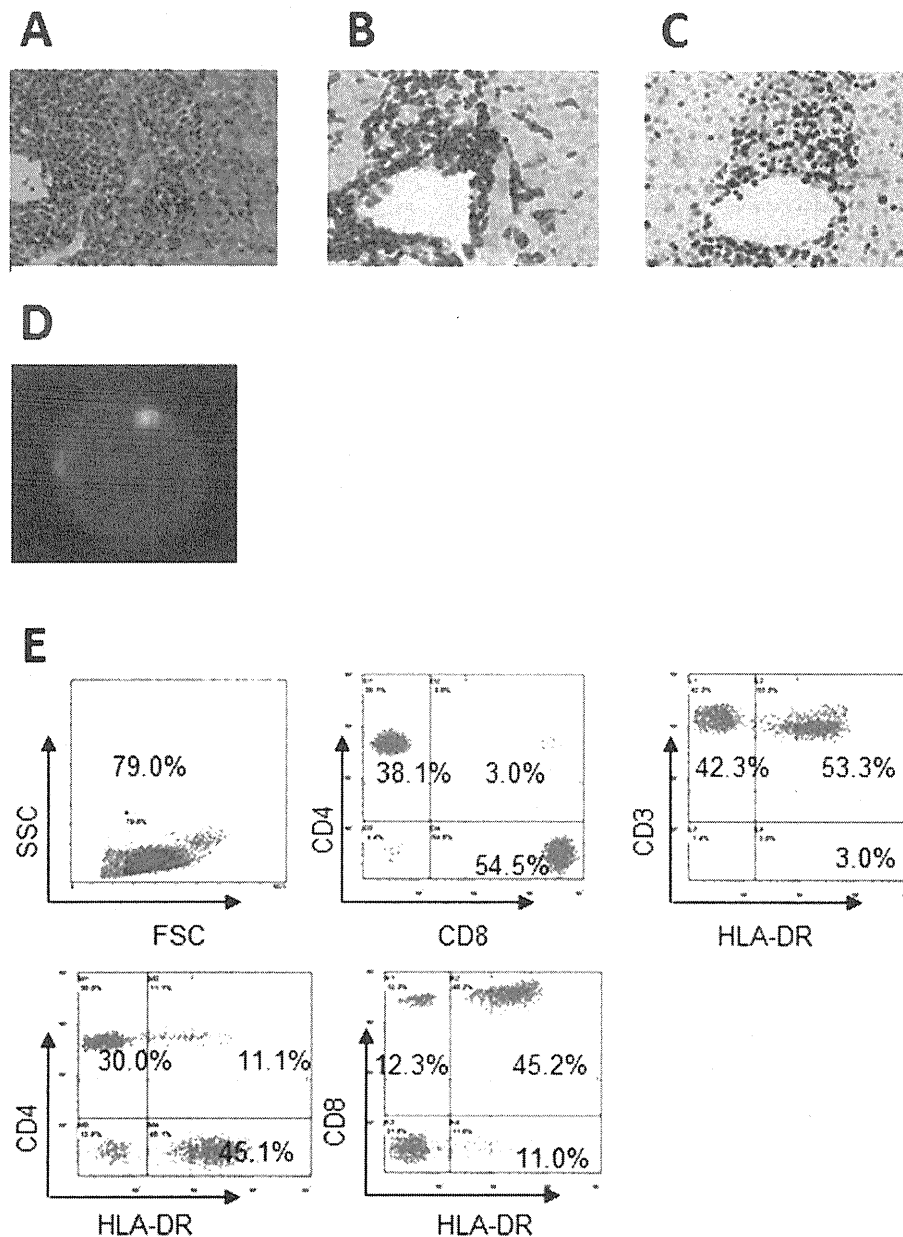 A B C
D
E
79.0%
SSC
FSC
38.1% 3.0%
54.5%
CD4
CD8
42.3% 53.3%
3.0%
CD3
HLA-DR
30.0% 11.1%
45.1%
CD4
HLA-DR
12.3% 45.2%
11.0%
CD8
HLA-DR